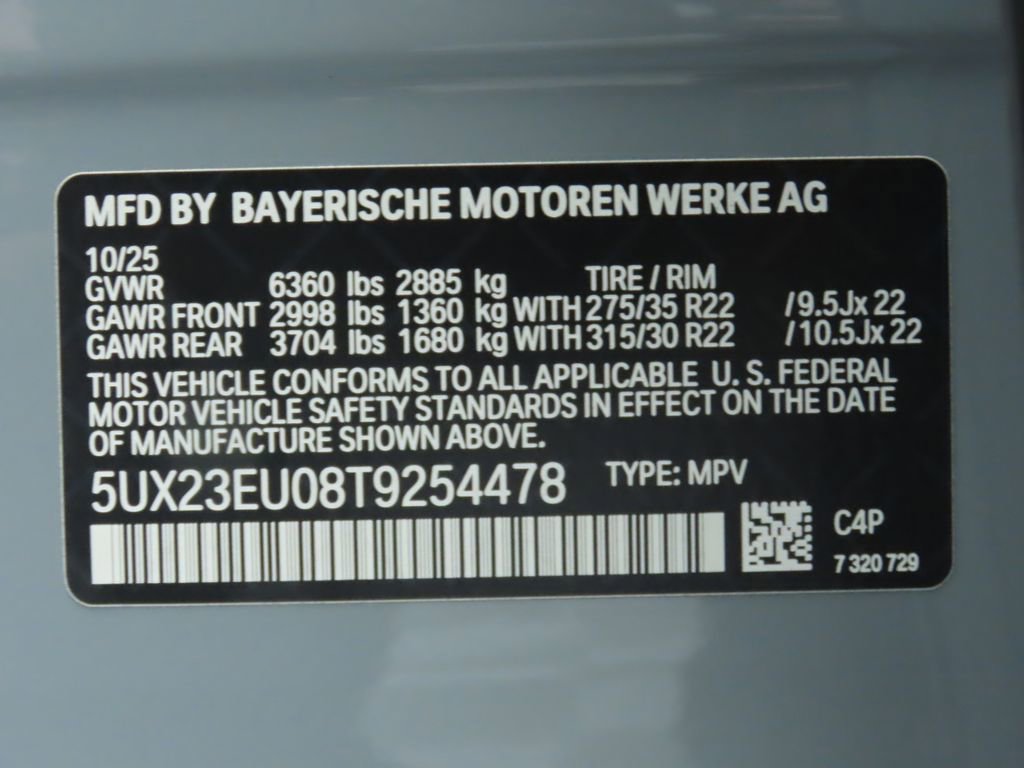 MFD BY BAYERISCHE MOTOREN WERKE AG
10/25
GVWR 6360 lbs 2885 kg TIRE / RIM
GAWR FRONT 2998 lbs 1360 kg WITH 275/35 R22 /9.5Jx 22
GAWR REAR 3704 lbs 1680 kg WITH 315/30 R22 /10.5Jx 22
THIS VEHICLE CONFORMS TO ALL APPLICABLE U. S. FEDERAL
MOTOR VEHICLE SAFETY STANDARDS IN EFFECT ON THE DATE
OF MANUFACTURE SHOWN ABOVE.
5UX23EU08T9254478 TYPE: MPV
C4P
7 320 729